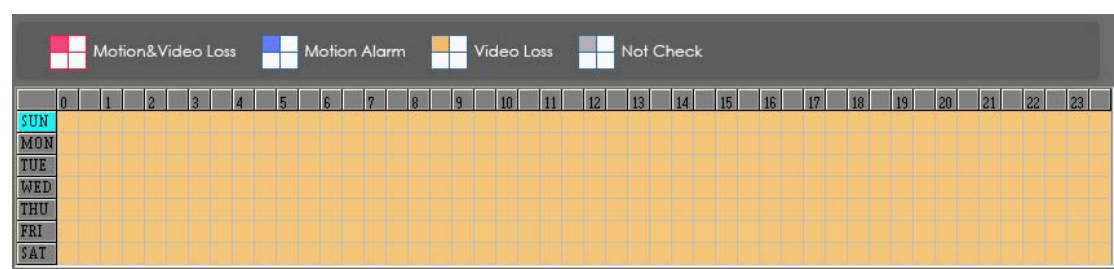 Motion&Video Loss Motion Alarm Video Loss Not Check
0 1 2 3 4 5 6 7 8 9 10 11 12 13 14 15 16 17 18 19 20 21 22 23
SUN
MON
TUE
WED
THU
FRI
SAT